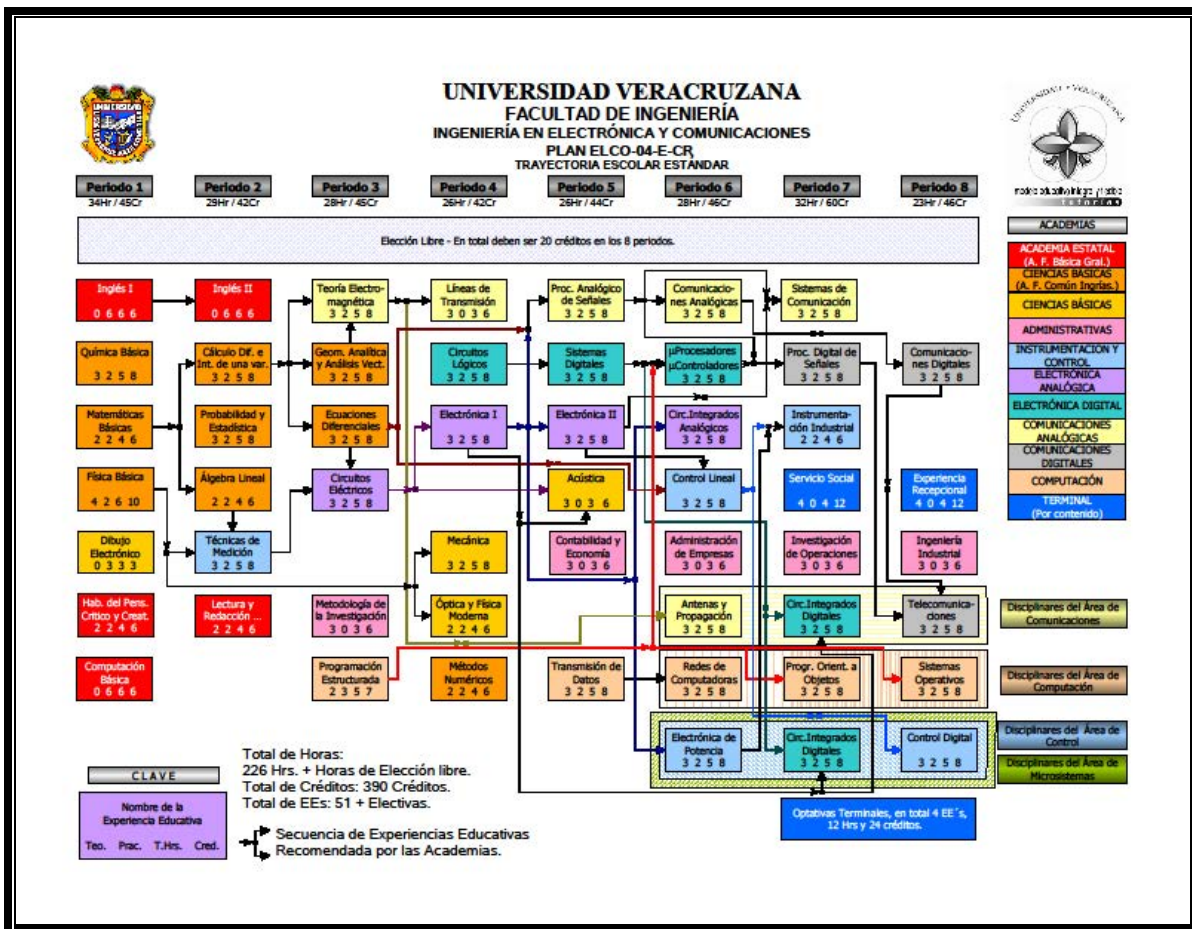 UNIVERSIDAD VERACRUZANA
FACULTAD DE INGENIERÍA
INGENIERÍA EN ELECTRÓNICA Y COMUNICACIONES
PLAN ELCO-04-E-CR
TRAYECTORIA ESCOLAR ESTÁNDAR
UNIVERSIDAD VERACRUZANA
tutorías
Periodo 1
34Hr / 45Cr
Periodo 2
29Hr / 42Cr
Periodo 3
28Hr / 45Cr
Periodo 4
26Hr / 42Cr
Periodo 5
26Hr / 44Cr
Periodo 6
28Hr / 46Cr
Periodo 7
32Hr / 60Cr
Periodo 8
23Hr / 46Cr
Elección Libre - En total deben ser 20 créditos en los 8 periodos.
Inglés I
0 6 6 6
Inglés II
0 6 6 6
Teoría Electro-
magnética
3 2 5 8
Líneas de
Transmisión
3 0 3 6
Proc. Analógico
de Señales
3 2 5 8
Comunicacio-
nes Analógicas
3 2 5 8
Sistemas de
Comunicación
3 2 5 8
Química Básica
3 2 5 8
Cálculo Dif. e
Int. de una var.
3 2 5 8
Geom. Analítica
y Análisis Vect.
3 2 5 8
Circuitos
Lógicos
3 2 5 8
Sistemas
Digitales
3 2 5 8
µProcesadores
µControladores
3 2 5 8
Proc. Digital de
Señales
3 2 5 8
Comunicacio-
nes Digitales
3 2 5 8
Matemáticas
Básicas
2 2 4 6
Probabilidad y
Estadística
3 2 5 8
Ecuaciones
Diferenciales
3 2 5 8
Electrónica I
3 2 5 8
Electrónica II
3 2 5 8
Circ.Integrados
Analógicos
3 2 5 8
Instrumenta-
ción Industrial
2 2 4 6
Física Básica
4 2 6 10
Álgebra Lineal
2 2 4 6
Circuitos
Eléctricos
3 2 5 8
Acústica
3 0 3 6
Control Lineal
3 2 5 8
Servicio Social
4 0 4 12
Experiencia
Recepcional
4 0 4 12
Dibujo
Electrónico
0 3 3 3
Técnicas de
Medición
3 2 5 8
Mecánica
3 2 5 8
Contabilidad y
Economía
3 0 3 6
Administración
de Empresas
3 0 3 6
Investigación
de Operaciones
3 0 3 6
Ingeniería
Industrial
3 0 3 6
Hab. del Pens.
Crítico y Creat.
2 2 4 6
Lectura y
Redacción ...
2 2 4 6
Metodología de
la Investigación
3 0 3 6
Óptica y Física
Moderna
2 2 4 6
Antenas y
Propagación
3 2 5 8
Circ.Integrados
Digitales
3 2 5 8
Telecomunica-
ciones
3 2 5 8
Computación
Básica
0 6 6 6
Programación
Estructurada
2 3 5 7
Métodos
Numéricos
2 2 4 6
Transmisión de
Datos
3 2 5 8
Redes de
Computadoras
3 2 5 8
Progr. Orient. a
Objetos
3 2 5 8
Sistemas
Operativos
3 2 5 8
Electrónica de
Potencia
3 2 5 8
Circ.Integrados
Digitales
3 2 5 8
Control Digital
3 2 5 8
Optativas Terminales, en total 4 EE´s,
12 Hrs y 24 créditos.
ACADEMIAS
ACADEMIA ESTATAL
(A. F. Básica Gral.)
CIENCIAS BÁSICAS
(A. F. Común Ingrías.)
CIENCIAS BÁSICAS
ADMINISTRATIVAS
INSTRUMENTACIÓN Y
CONTROL
ELECTRÓNICA
ANALÓGICA
ELECTRÓNICA DIGITAL
COMUNICACIONES
ANALÓGICAS
COMUNICACIONES
DIGITALES
COMPUTACIÓN
TERMINAL
(Por contenido)
Disciplinares del Área de
Comunicaciones
Disciplinares del Área de
Computación
Disciplinares del Área de
Control
Disciplinares del Área de
Microsistemas
CLAVE
Nombre de la
Experiencia Educativa
Teo. Prac. T.Hrs. Cred.
Total de Horas:
226 Hrs. + Horas de Elección libre.
Total de Créditos: 390 Créditos.
Total de EEs: 51 + Electivas.
Secuencia de Experiencias Educativas
Recomendada por las Academias.